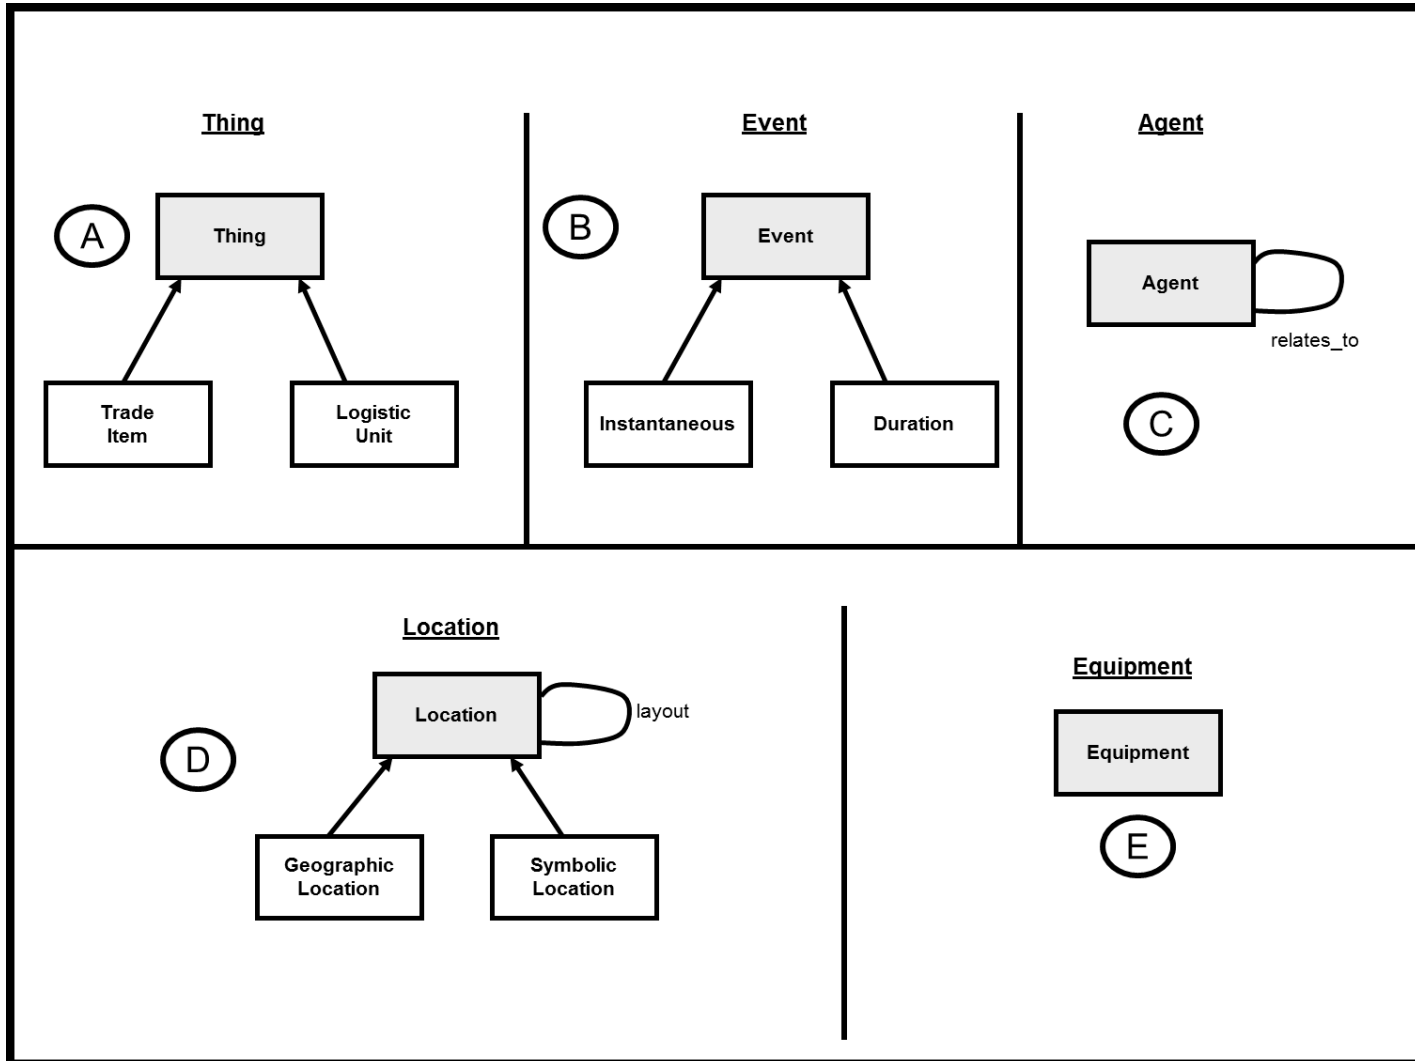 Thing
Event
Agent
A
Thing
B
Event
Agent
relates_to
Trade
Item
Logistic
Unit
Instantaneous
Duration
C
Location
Location
layout
D
Geographic
Location
Symbolic
Location
Equipment
Equipment
E